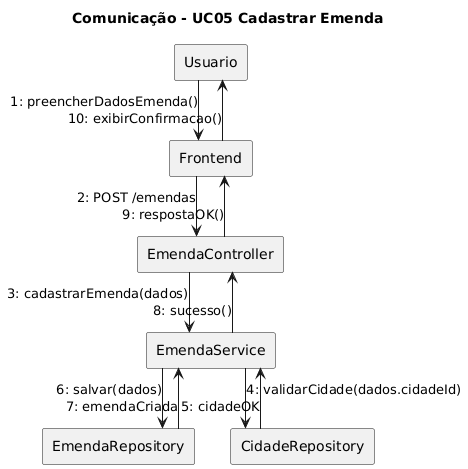 Comunicação - UC05 Cadastrar Emenda
Usuario
1: preencherDadosEmenda()
10: exibirConfirmacao()
Frontend
2: POST /emendas
9: respostaOK()
EmendaController
3: cadastrarEmenda(dados)
8: sucesso()
EmendaService
6: salvar(dados)
7: emendaCriada
4: validarCidade(dados.cidadeId)
5: cidadeOK
EmendaRepository
CidadeRepository